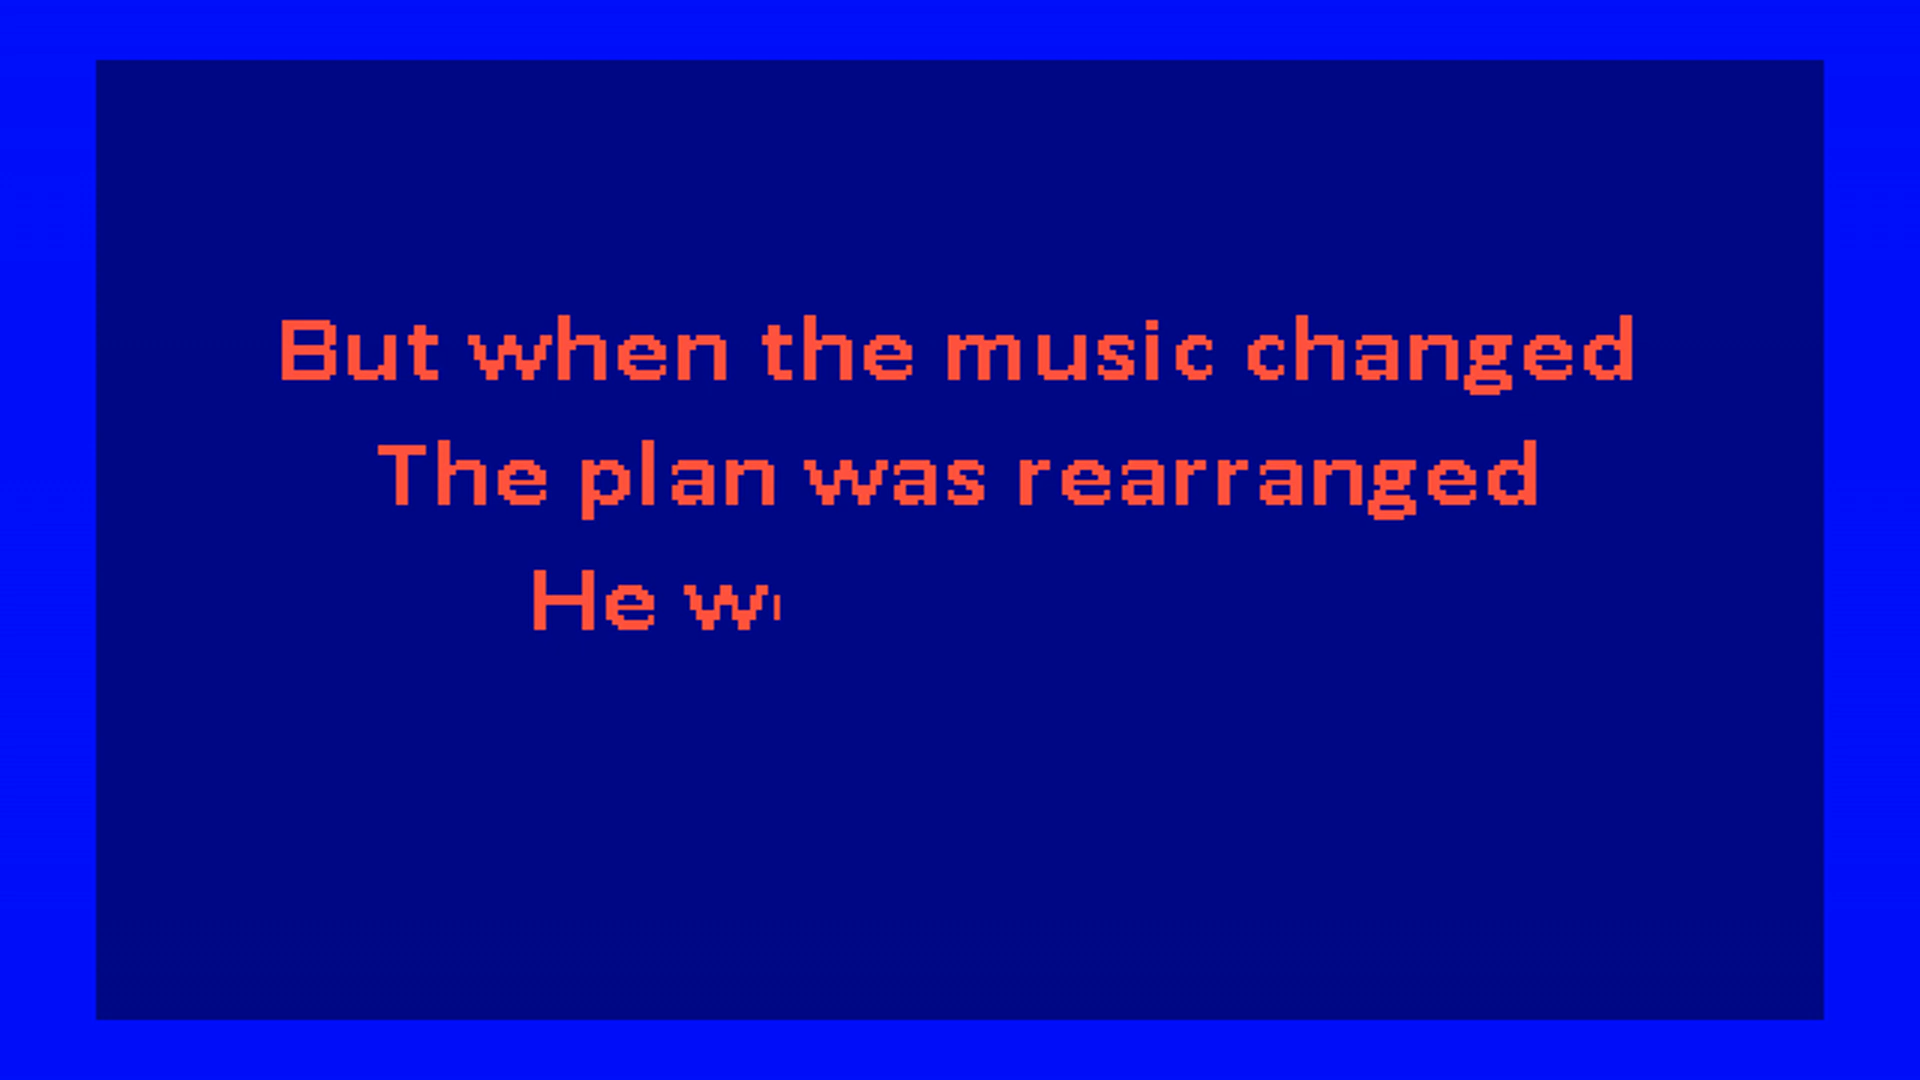 But when the music changed
The plan was rearranged
He w